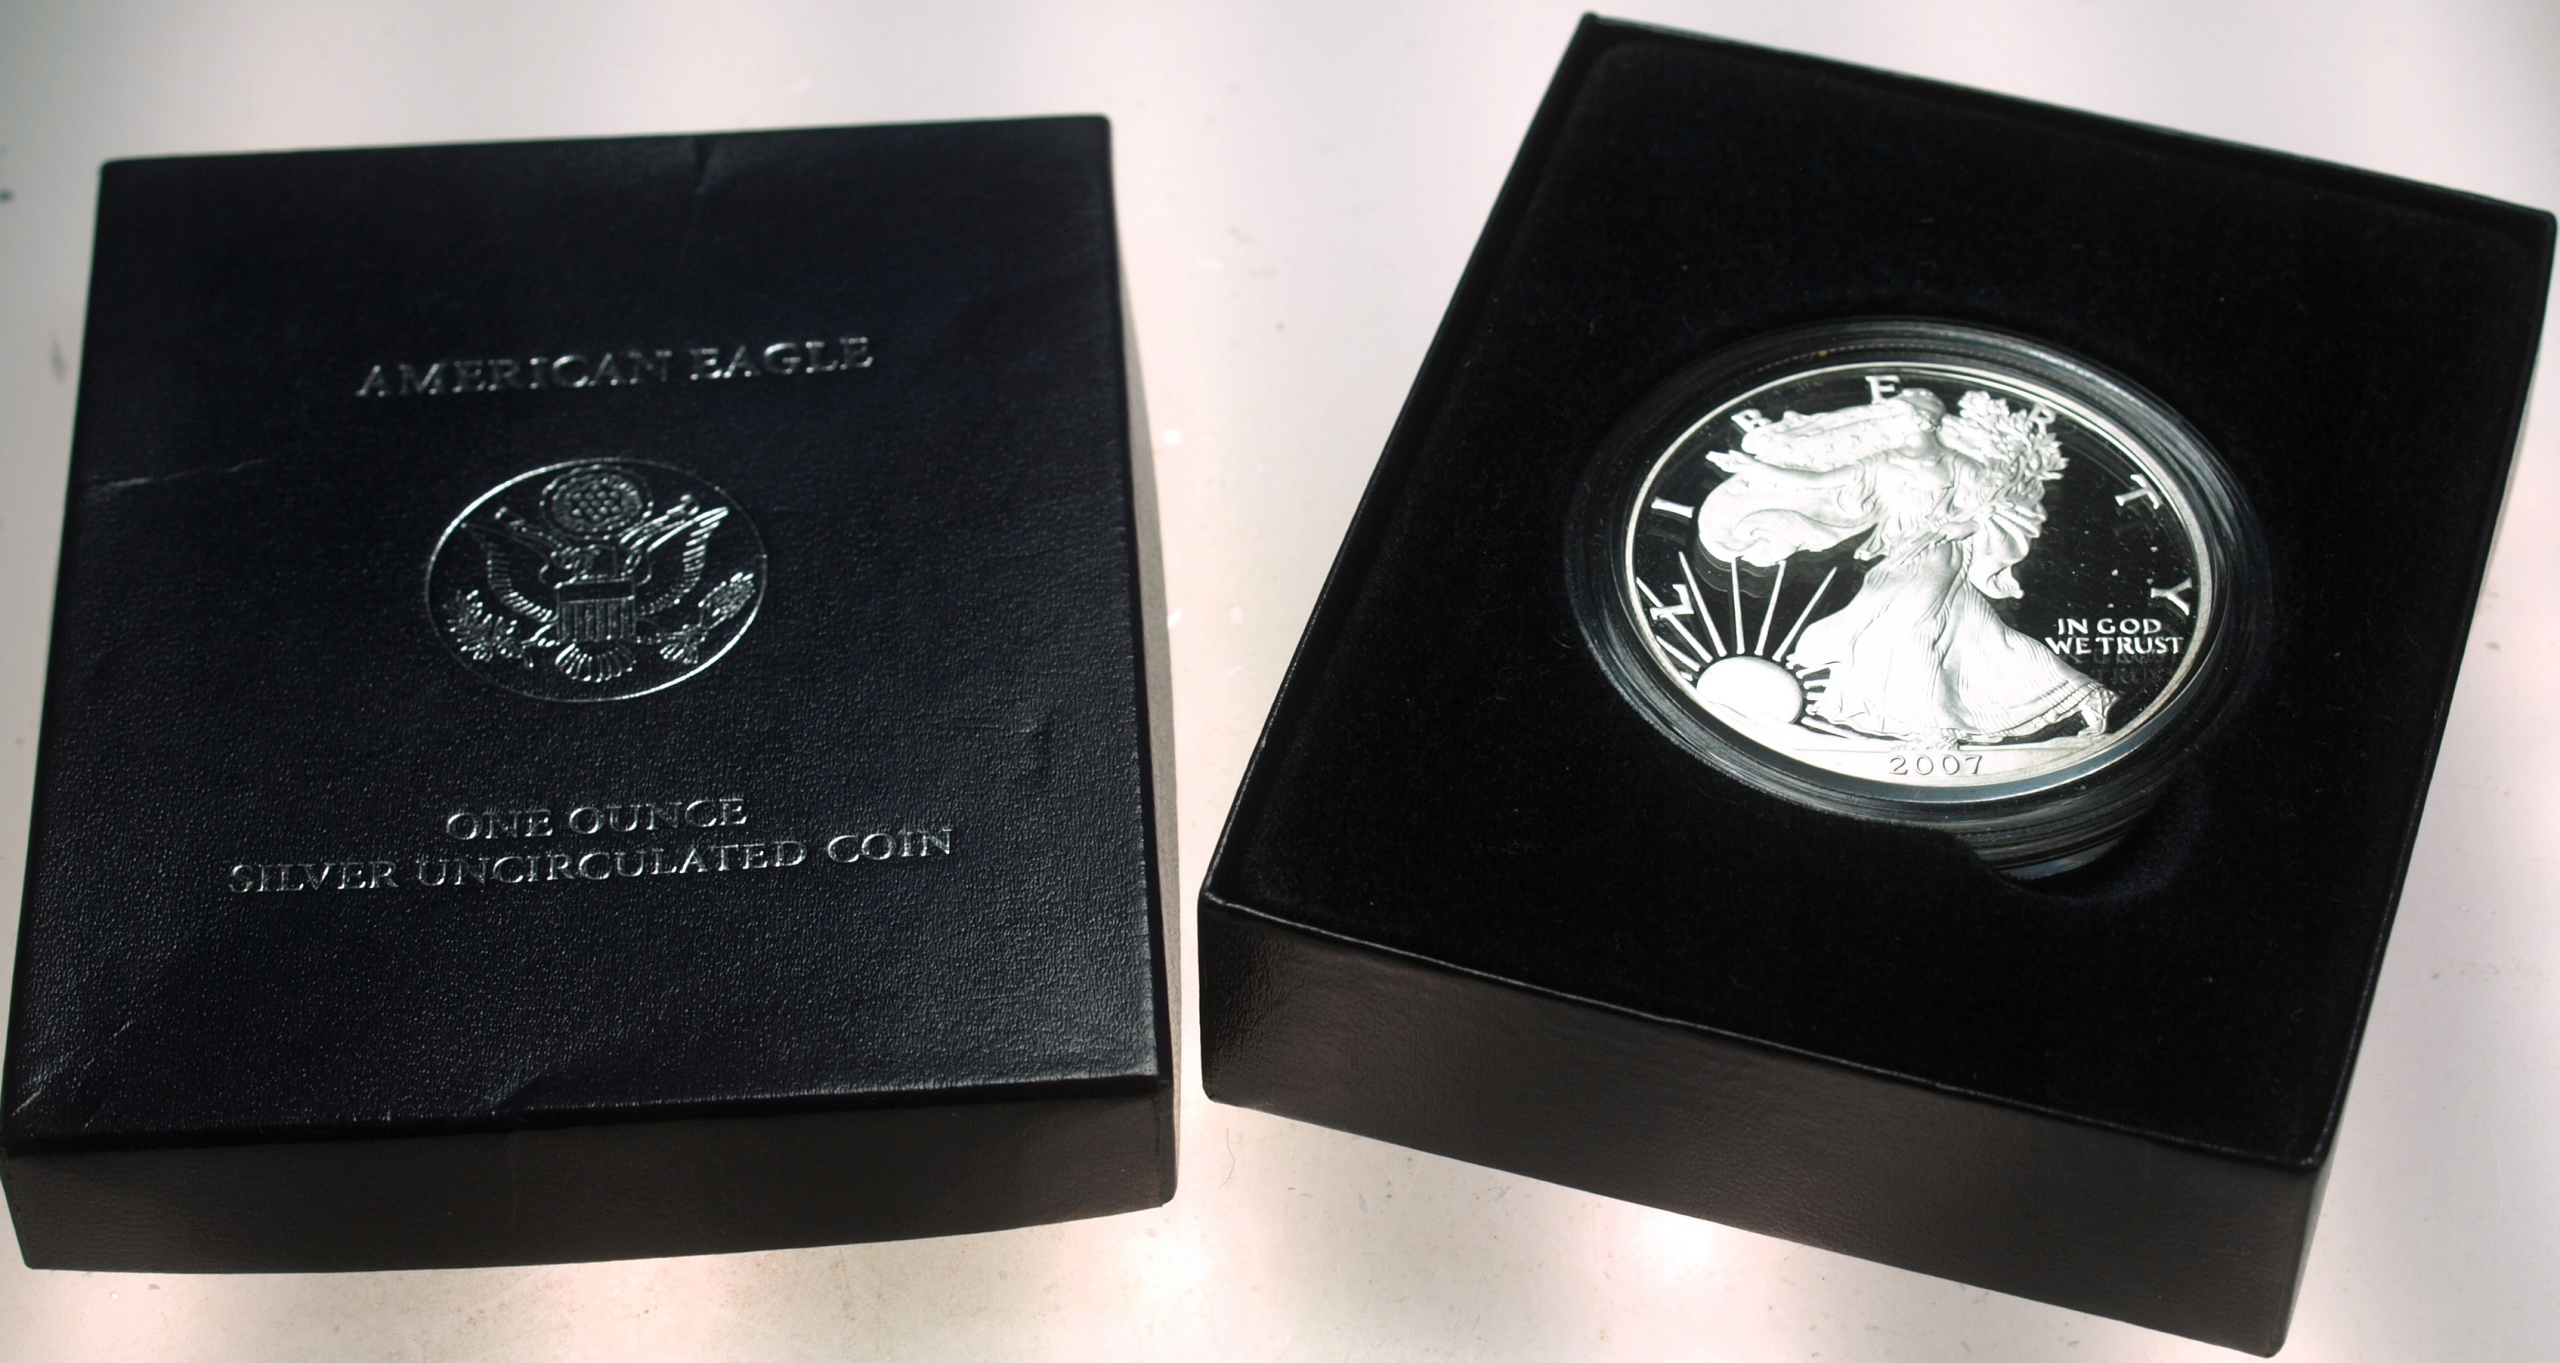 AMERICAN EAGLE
ONE OUNCE
SILVER UNCIRCULATED COIN
LIBERTY
IN GOD
WE TRUST
2007